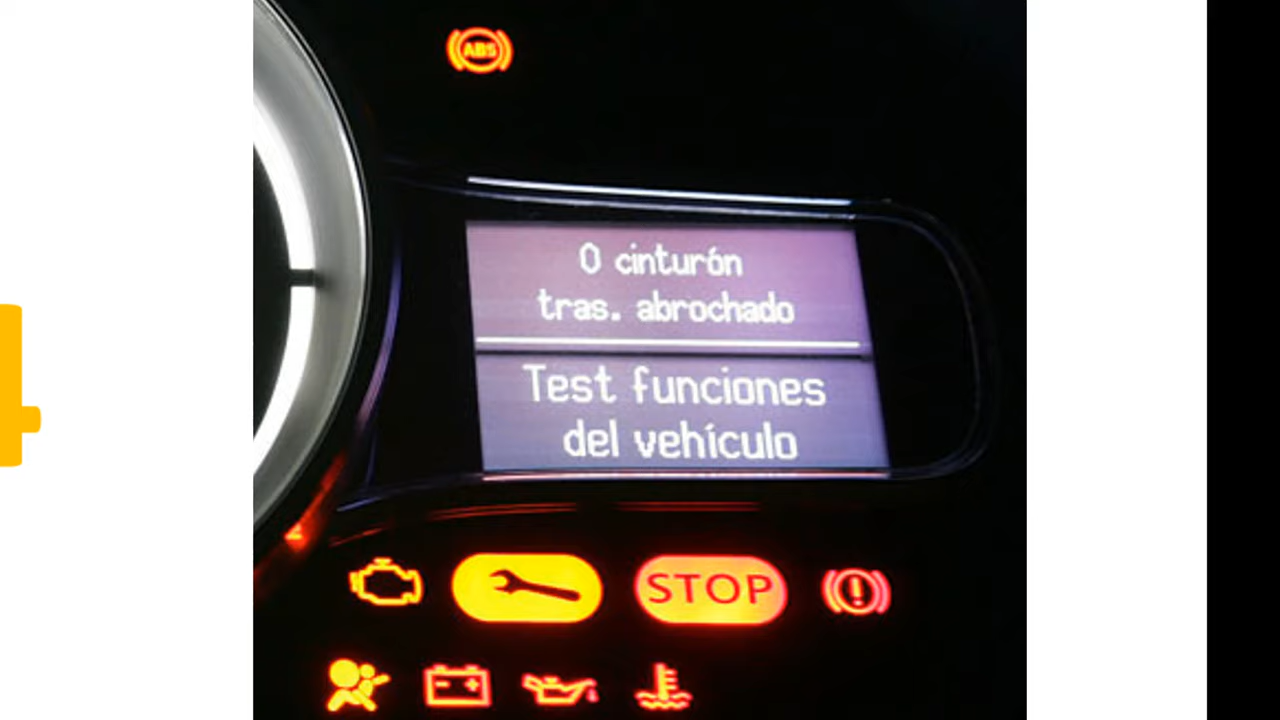 ABS
0 cinturón
tras. abrochado
Test funciones
del vehículo
STOP